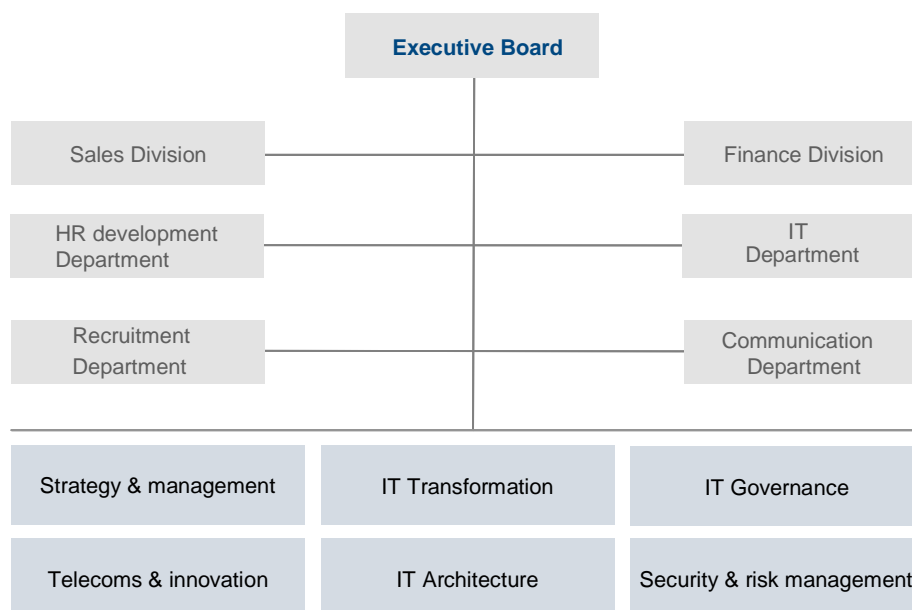 Executive Board
Sales Division
Finance Division
HR development
Department
IT
Department
Recruitment
Department
Communication
Department
Strategy & management
IT Transformation
IT Governance
Telecoms & innovation
IT Architecture
Security & risk management